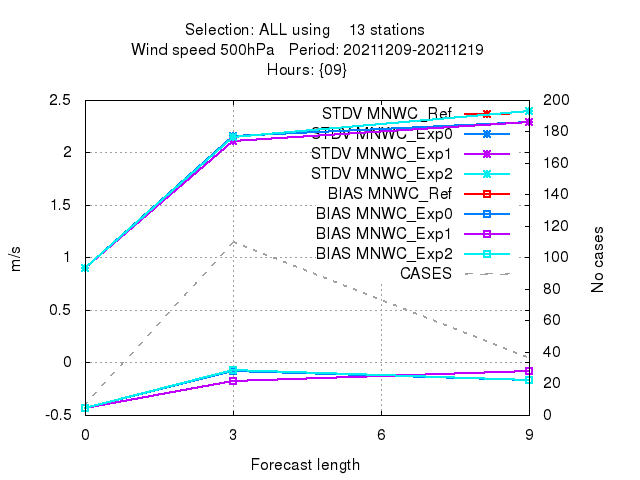 Selection: ALL using    13 stations
Wind speed 500hPa   Period: 20211209-20211219
Hours: {09}
2.5
2
1.5
1
0.5
0
-0.5
m/s
STDV MNWC_Ref
STDV MNWC_Exp0
STDV MNWC_Exp1
STDV MNWC_Exp2
BIAS MNWC_Ref
BIAS MNWC_Exp0
BIAS MNWC_Exp1
BIAS MNWC_Exp2
CASES
200
180
160
140
120
100
80
60
40
20
0
No cases
0 3 6 9
Forecast length